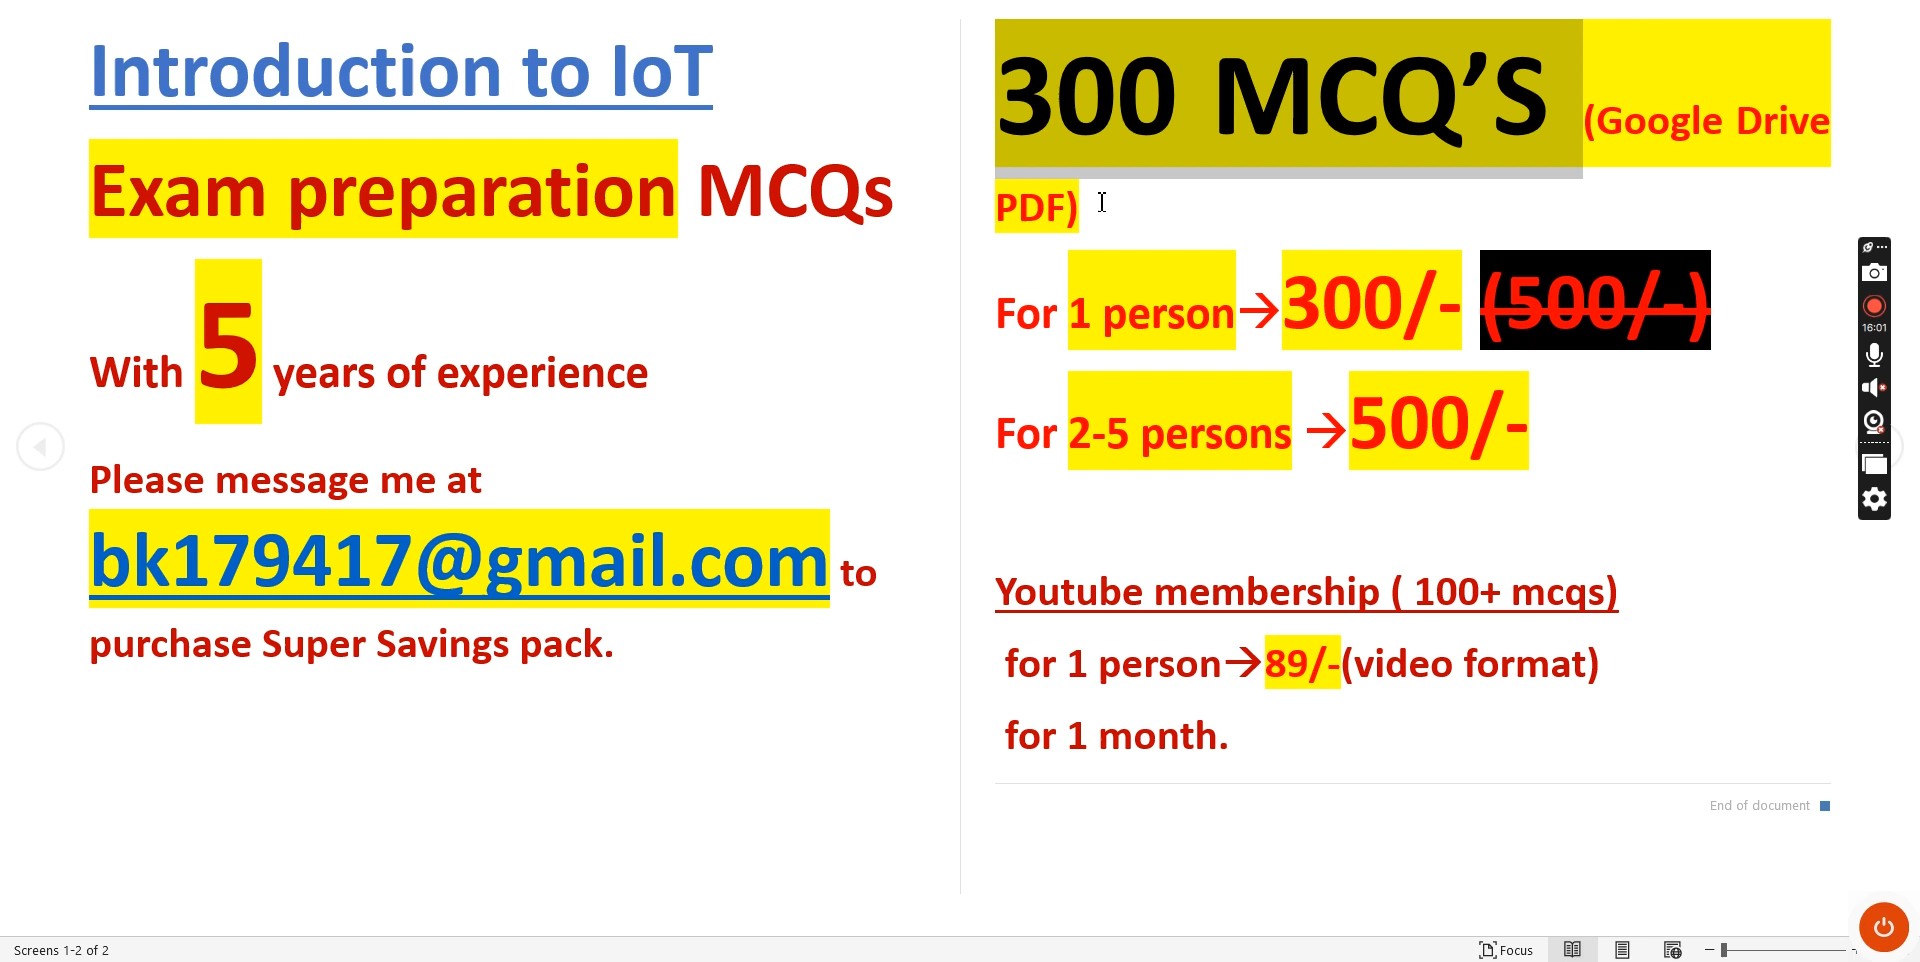 Introduction to IoT
Exam preparation MCQs
With 5 years of experience
Please message me at
bk179417@gmail.com to
purchase Super Savings pack.
300 MCQ’S (Google Drive
PDF)
For 1 person→300/- (500/-)
For 2-5 persons →500/-
Youtube membership ( 100+ mcqs)
for 1 person→89/-(video format)
for 1 month.
End of document
16:01
Screens 1-2 of 2
Focus